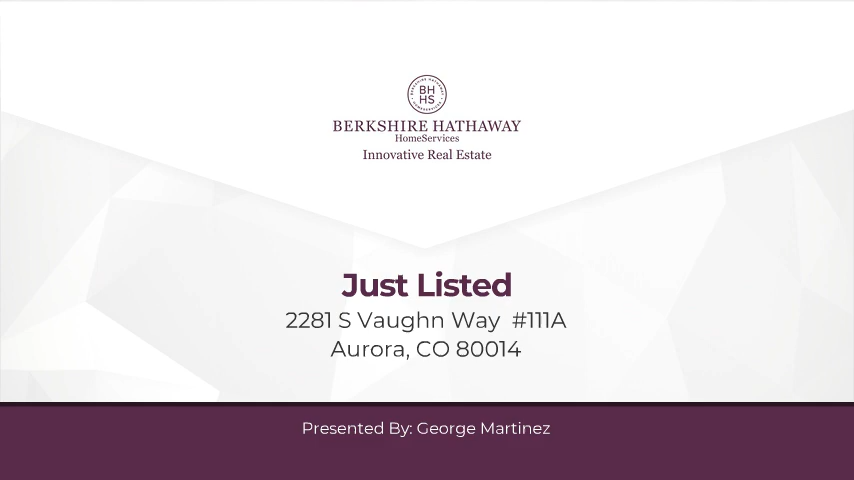 BH
HS
BERKSHIRE HATHAWAY
HomeServices
Innovative Real Estate
Just Listed
2281 S Vaughn Way  #111A
Aurora, CO 80014
Presented By: George Martinez